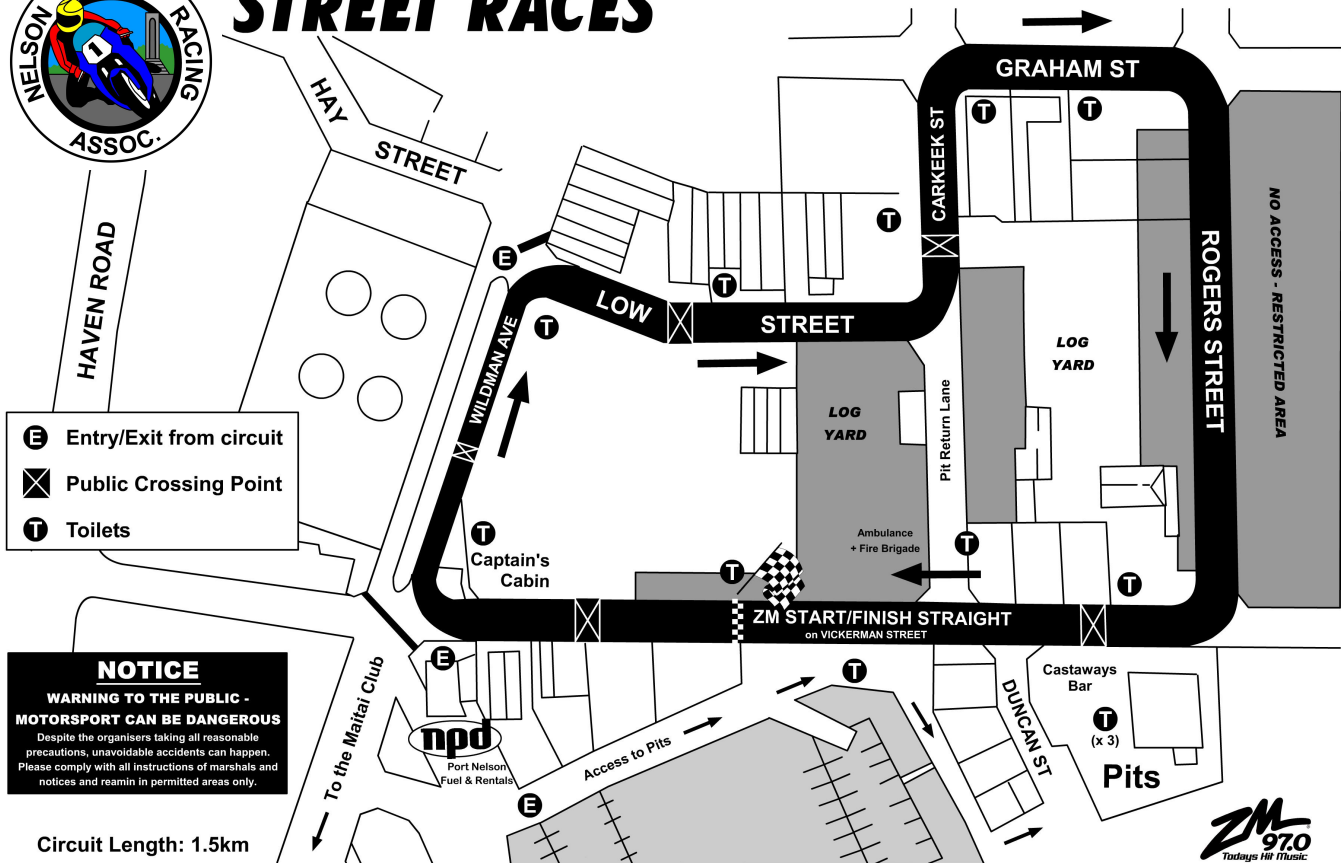 STREET RACES
NELSON RACING ASSOC.
1
HAY
STREET
HAVEN ROAD
GRAHAM ST
T
T
CARKEEK ST
T
NO ACCESS - RESTRICTED AREA
ROGERS STREET
E
T
LOW
STREET
T
WILDMAN AVE
LOG
YARD
LOG
YARD
Pit Return Lane
E Entry/Exit from circuit
Public Crossing Point
T Toilets
T
Captain's
Cabin
Ambulance
+ Fire Brigade
T
T
T
ZM START/FINISH STRAIGHT
on VICKERMAN STREET
NOTICE
WARNING TO THE PUBLIC -
MOTORSPORT CAN BE DANGEROUS
Despite the organisers taking all reasonable
precautions, unavoidable accidents can happen.
Please comply with all instructions of marshals and
notices and reamin in permitted areas only.
E
T
To the Maitai Club
npd
Port Nelson
Fuel & Rentals
Access to Pits
E
DUNCAN ST
Castaways
Bar
T
(x 3)
Pits
Circuit Length: 1.5km
ZM
97.0
Todays Hit Music